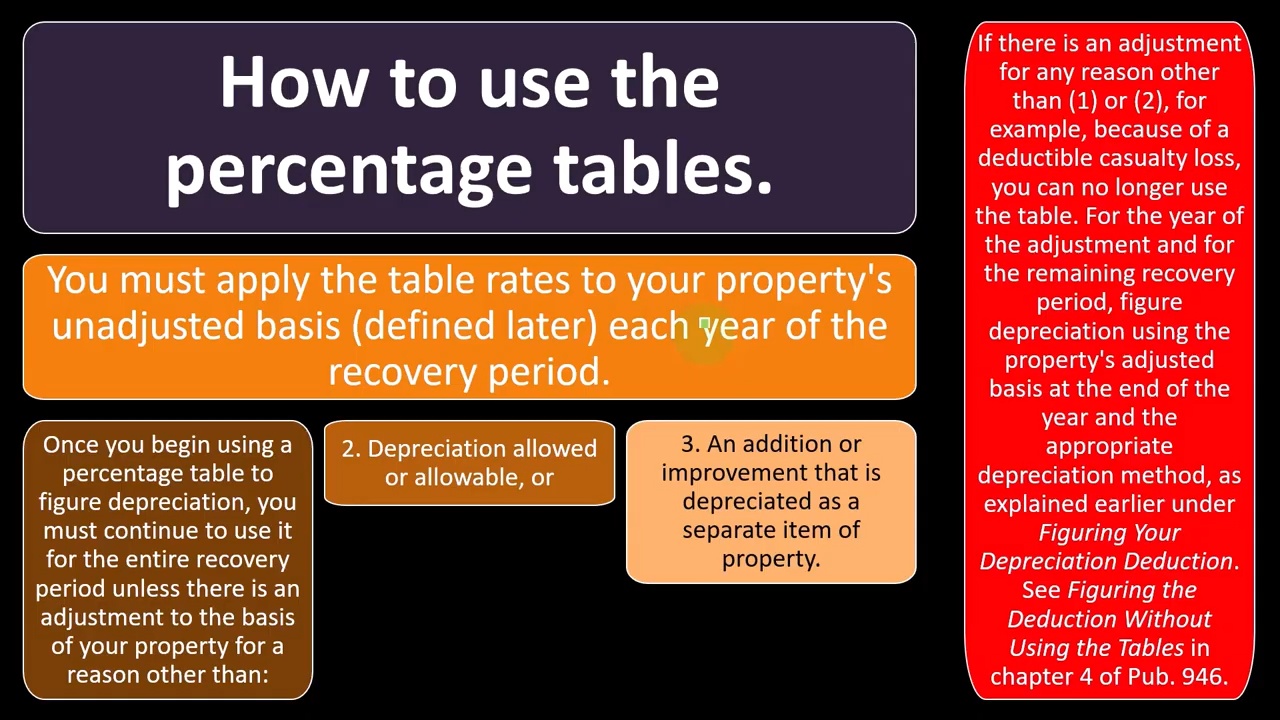 How to use the
percentage tables.
You must apply the table rates to your property's
unadjusted basis (defined later) each year of the
recovery period.
Once you begin using a
percentage table to
figure depreciation, you
must continue to use it
for the entire recovery
period unless there is an
adjustment to the basis
of your property for a
reason other than:
2. Depreciation allowed
or allowable, or
3. An addition or
improvement that is
depreciated as a
separate item of
property.
If there is an adjustment
for any reason other
than (1) or (2), for
example, because of a
deductible casualty loss,
you can no longer use
the table. For the year of
the adjustment and for
the remaining recovery
period, figure
depreciation using the
property's adjusted
basis at the end of the
year and the
appropriate
depreciation method, as
explained earlier under
Figuring Your
Depreciation Deduction.
See Figuring the
Deduction Without
Using the Tables in
chapter 4 of Pub. 946.